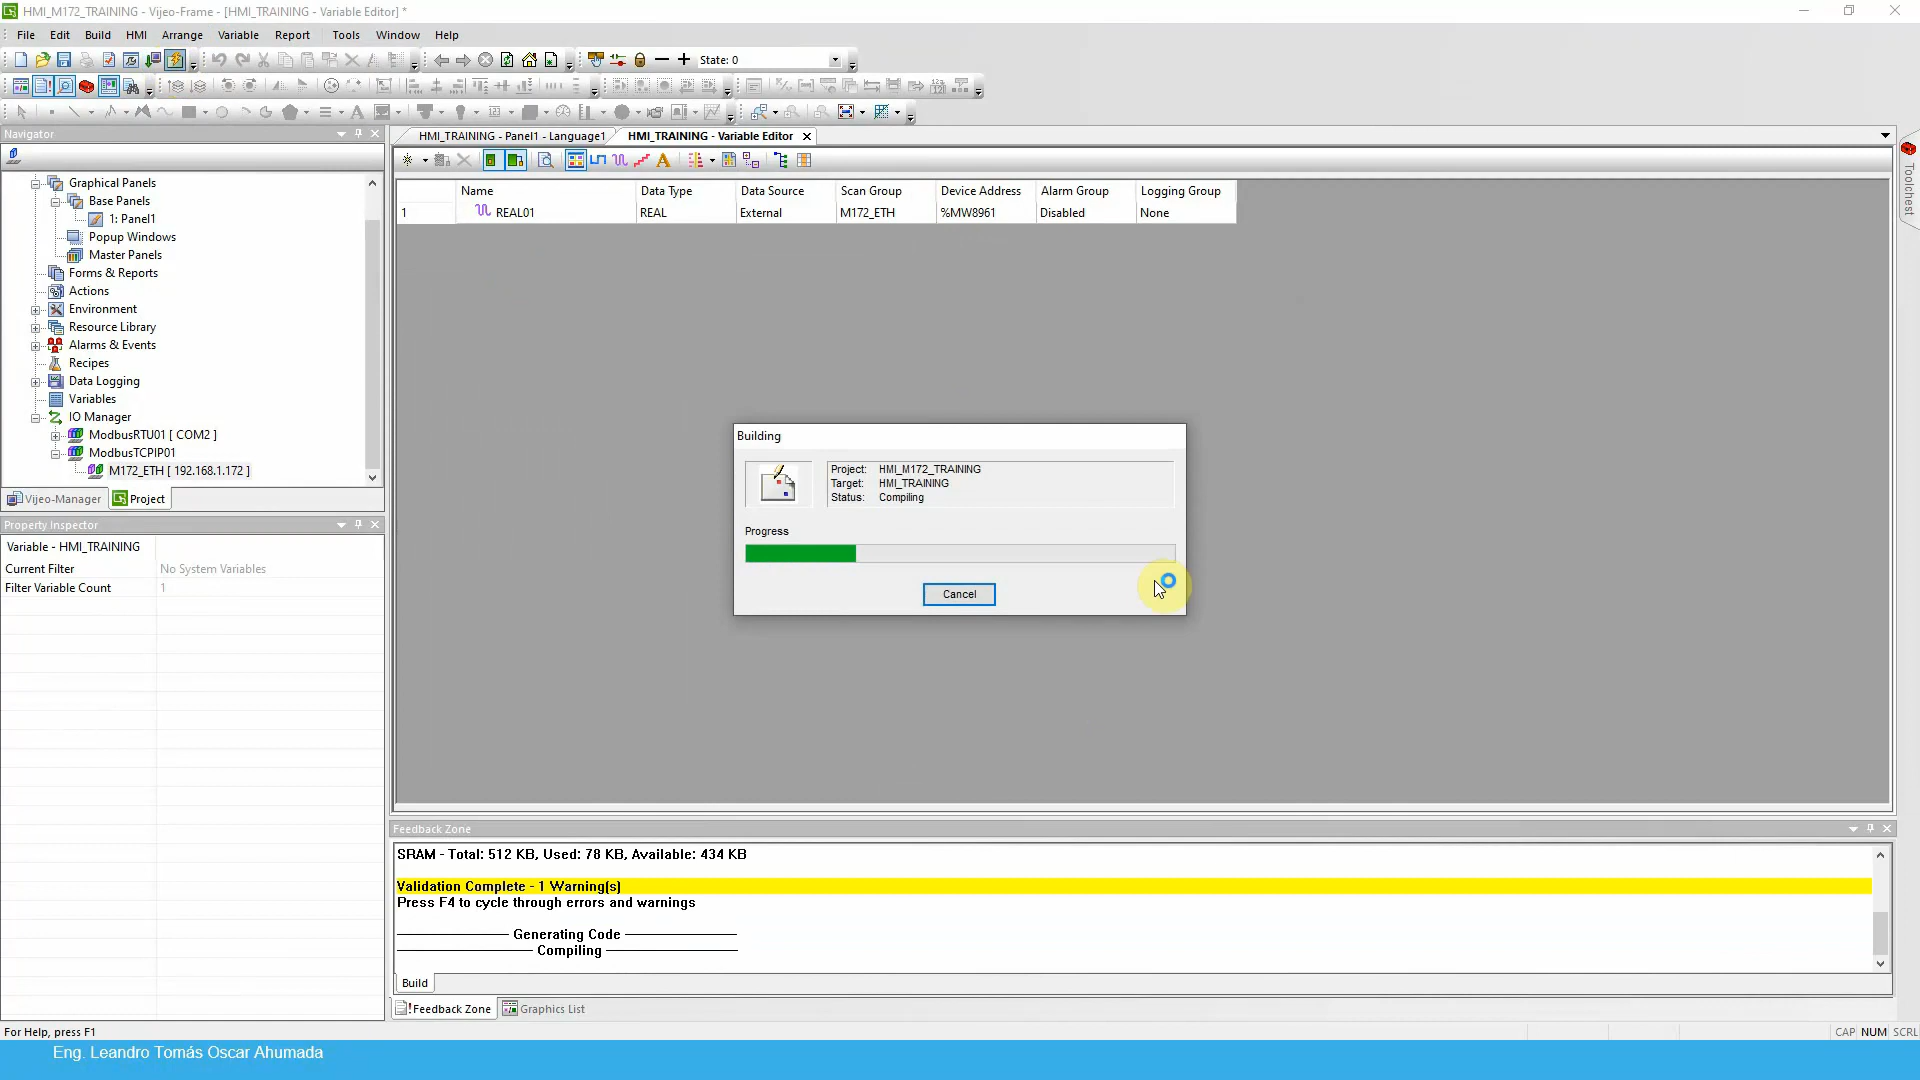 HMI_M172_TRAINING - Vijeo-Frame - [HMI_TRAINING - Variable Editor] *
File Edit Build HMI Arrange Variable Report Tools Window Help
State: 0
Navigator
HMI_TRAINING - Panel1 - Language1 HMI_TRAINING - Variable Editor
Toolchest
Graphical Panels
Base Panels
1: Panel1
Popup Windows
Master Panels
Forms & Reports
Actions
Environment
Resource Library
Alarms & Events
Recipes
Data Logging
Variables
IO Manager
ModbusRTU01 [ COM2 ]
ModbusTCPIP01
M172_ETH [ 192.168.1.172 ]
Vijeo-Manager Project
Name Data Type Data Source Scan Group Device Address Alarm Group Logging Group
1 REAL01 REAL External M172_ETH %MW8961 Disabled None
Property Inspector
Variable - HMI_TRAINING
Current Filter No System Variables
Filter Variable Count 1
Building
Project: HMI_M172_TRAINING
Target: HMI_TRAINING
Status: Compiling
Progress
Cancel
Feedback Zone
SRAM - Total: 512 KB, Used: 78 KB, Available: 434 KB
Validation Complete - 1 Warning(s)
Press F4 to cycle through errors and warnings
Generating Code
Compiling
Build
Feedback Zone Graphics List
For Help, press F1
CAP NUM SCRL
Eng. Leandro Tomás Oscar Ahumada